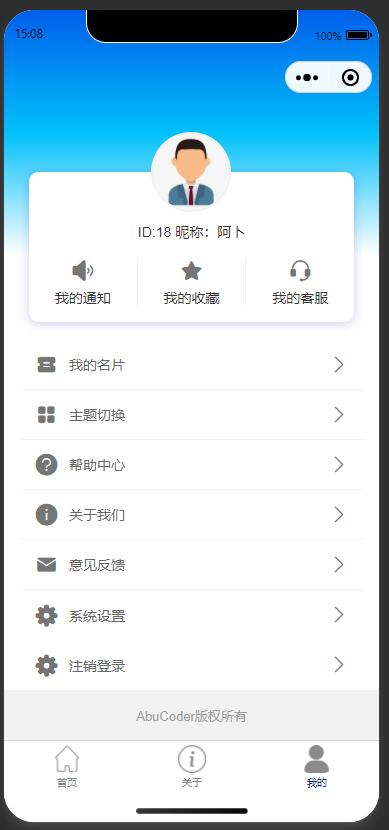 15:08
100%
ID:18 昵称：阿卜
我的通知 我的收藏 我的客服
我的名片
主题切换
帮助中心
关于我们
意见反馈
系统设置
注销登录
AbuCoder版权所有
首页 关于 我的